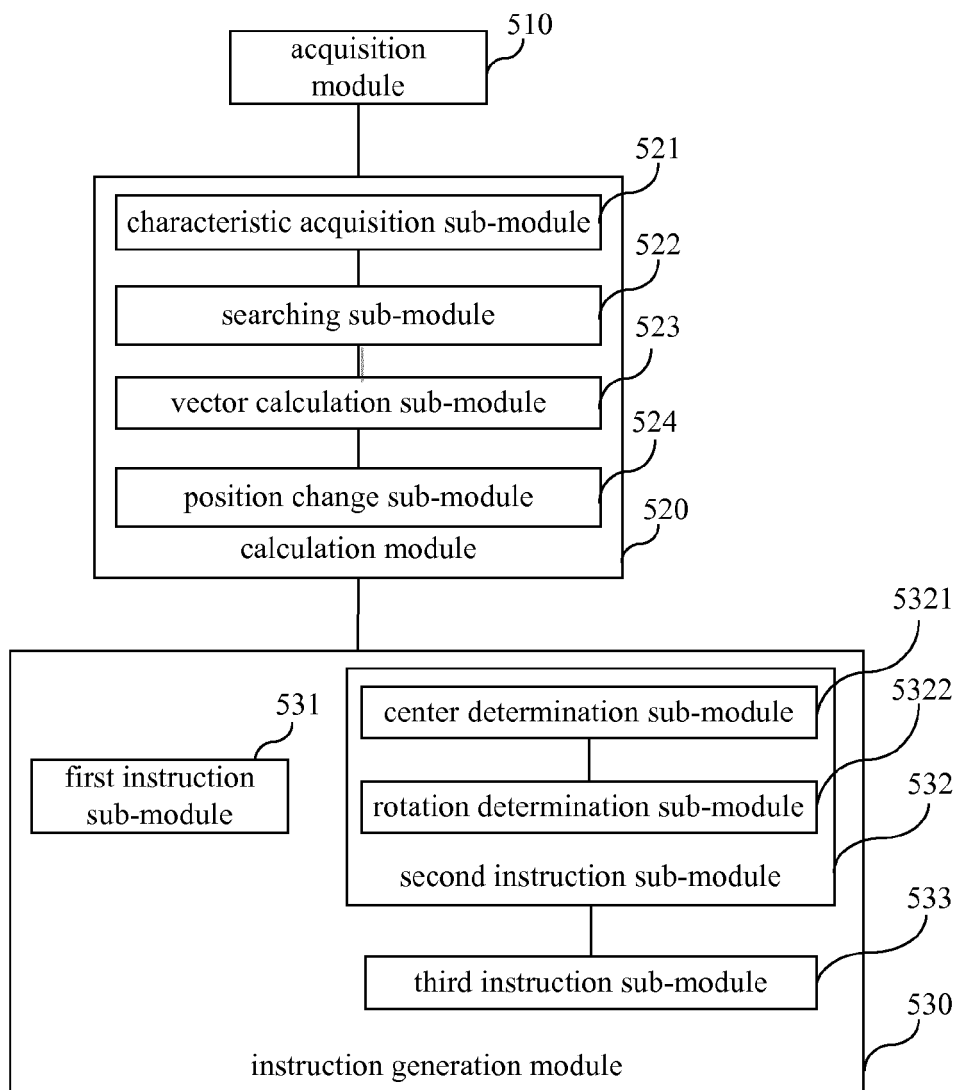 510
acquisition
module
521
characteristic acquisition sub-module
522
searching sub-module
523
vector calculation sub-module
524
position change sub-module
520
calculation module
5321
center determination sub-module
5322
531
first instruction
sub-module
rotation determination sub-module
532
second instruction sub-module
533
third instruction sub-module
530
instruction generation module